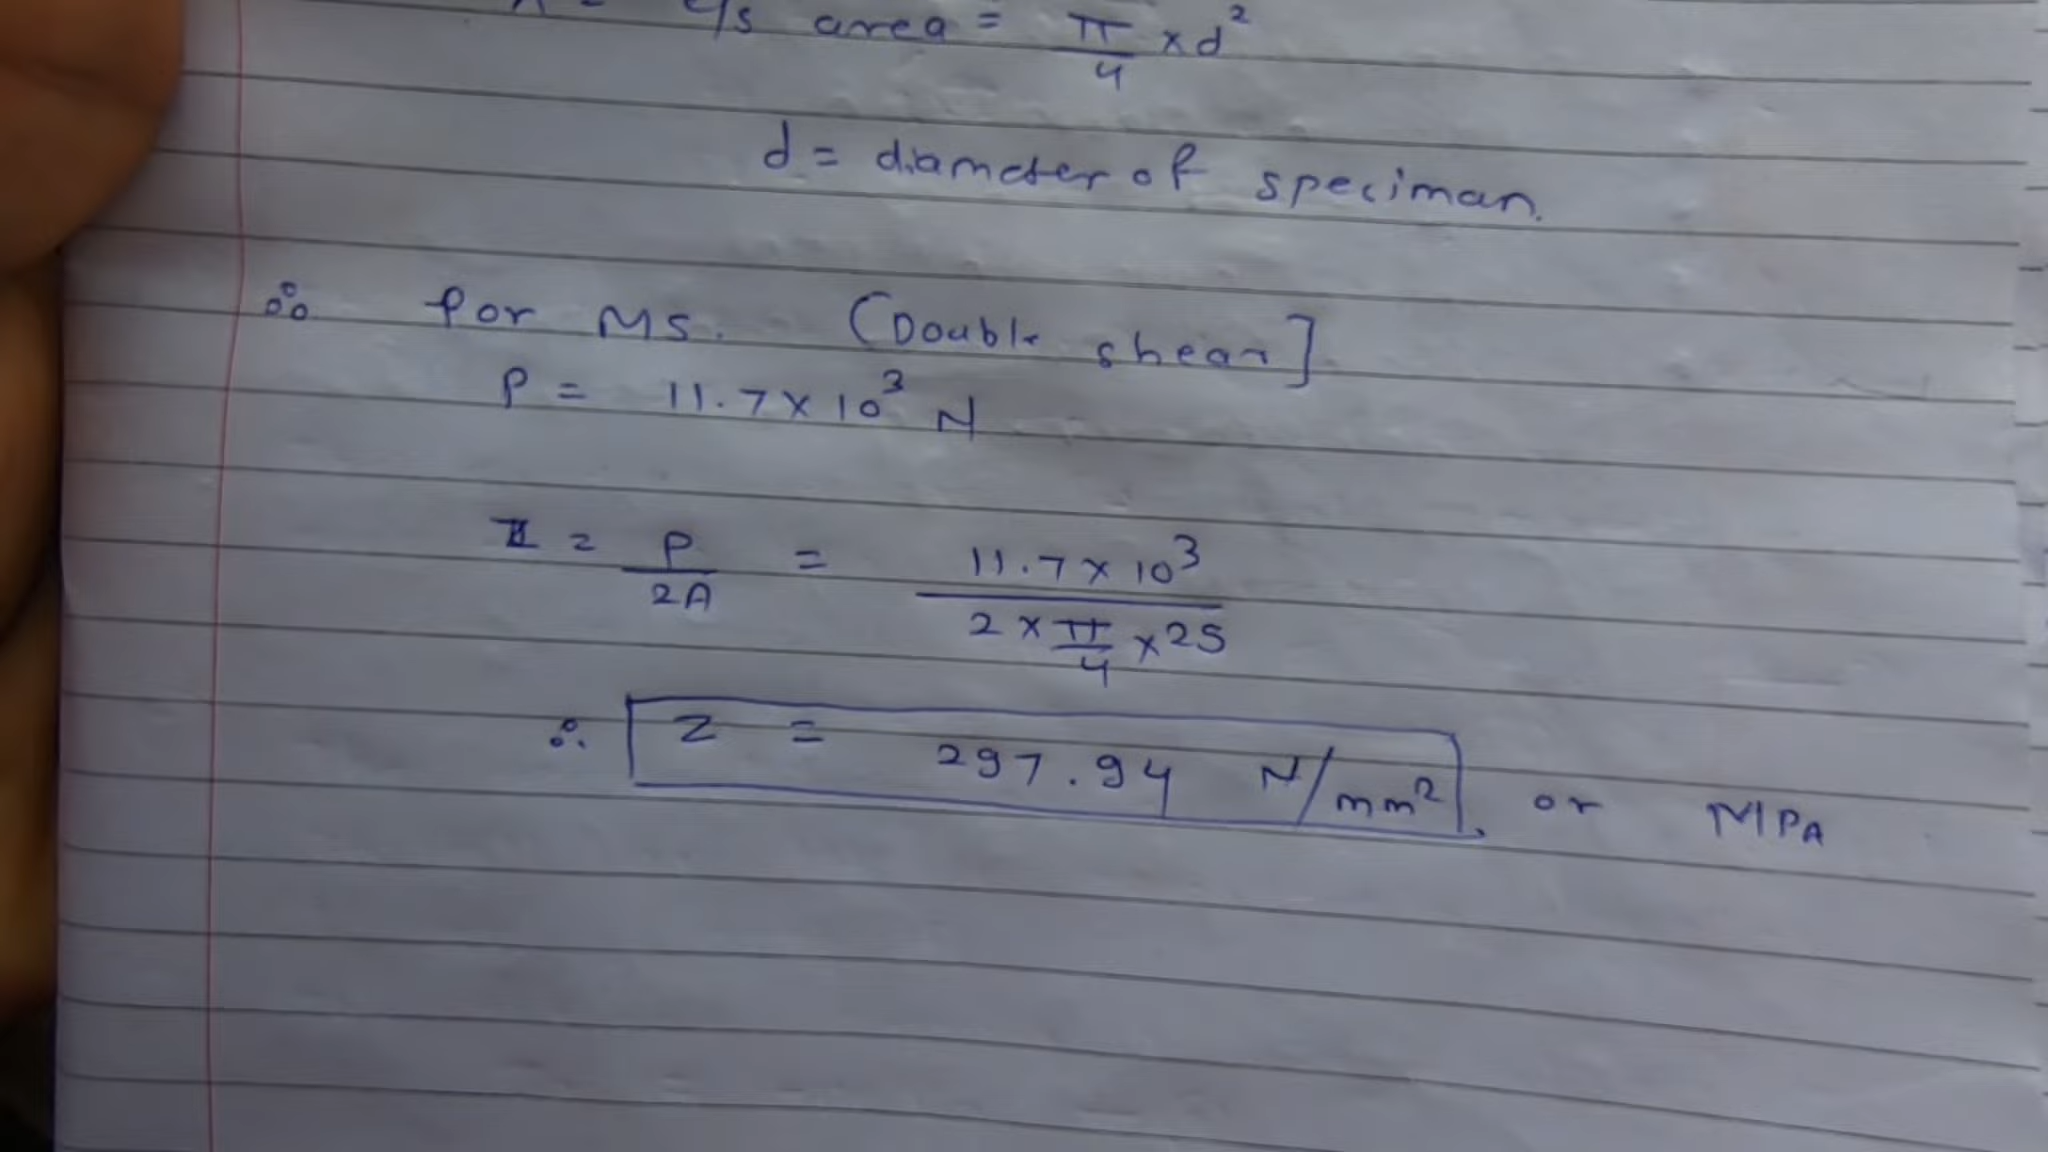 c/s area = π/4 x d²
d = diameter of speciman.
∴ for MS. (Double shear]
P = 11.7 x 10³ N
τ = P/2A = 11.7 x 10³ / 2 x π/4 x 25
∴ τ = 297.94 N/mm². or MPA